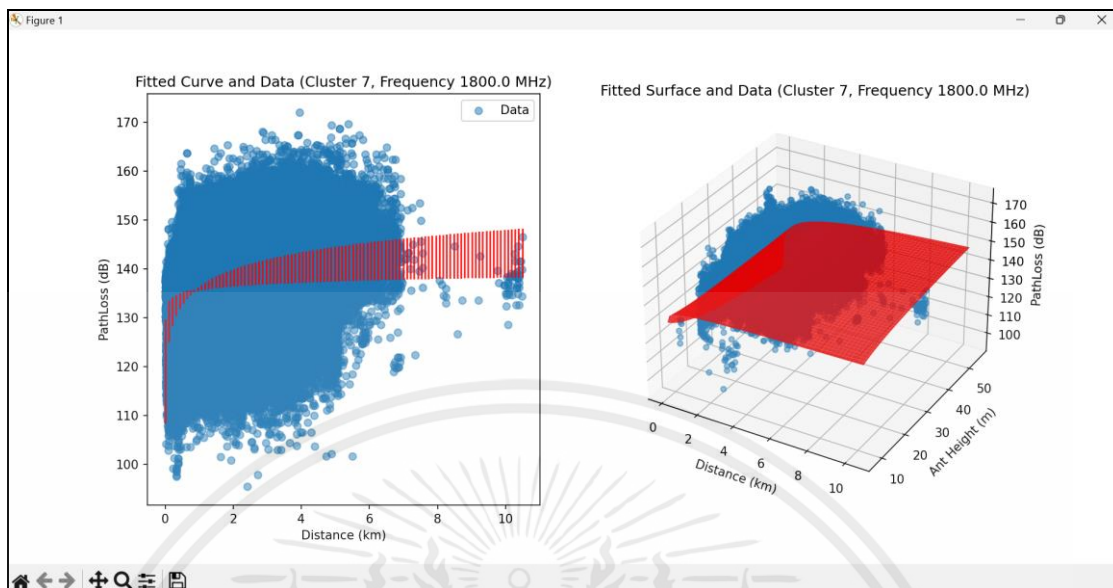 Figure 1
Fitted Curve and Data (Cluster 7, Frequency 1800.0 MHz)
Data
170
160
150
140
130
120
110
100
PathLoss (dB)
0 2 4 6 8 10
Distance (km)
Fitted Surface and Data (Cluster 7, Frequency 1800.0 MHz)
170
160
150
140
130
120
110
100
PathLoss (dB)
50
40
30
20
10
Ant Height (m)
0 2 4 6 8 10
Distance (km)